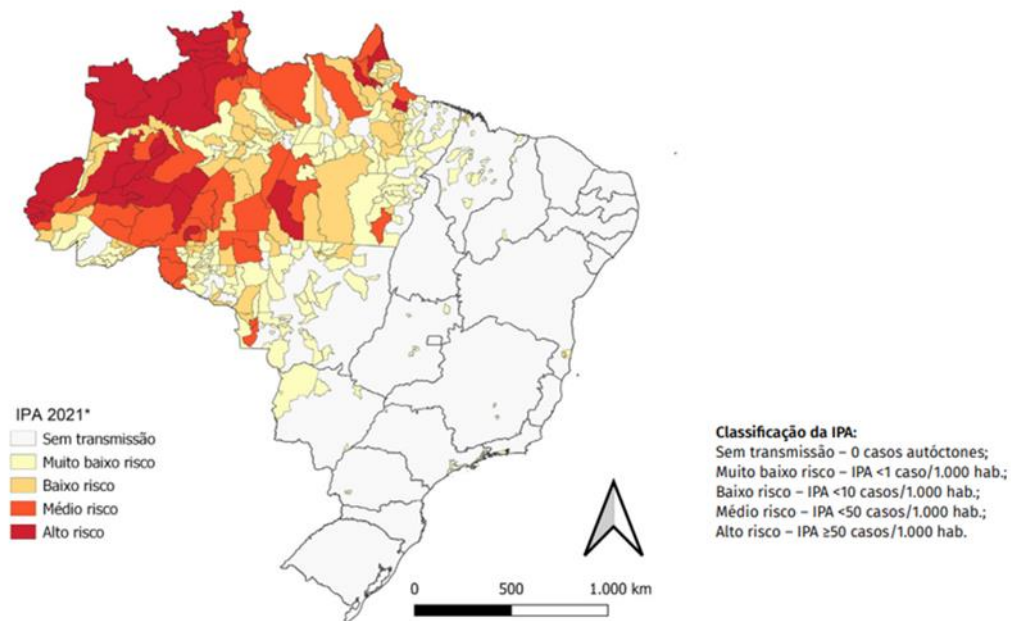 IPA 2021*
Sem transmissão
Muito baixo risco
Baixo risco
Médio risco
Alto risco
0 500 1.000 km
Classificação da IPA:
Sem transmissão – 0 casos autóctones;
Muito baixo risco – IPA <1 caso/1.000 hab.;
Baixo risco – IPA <10 casos/1.000 hab.;
Médio risco – IPA <50 casos/1.000 hab.;
Alto risco – IPA ≥50 casos/1.000 hab.